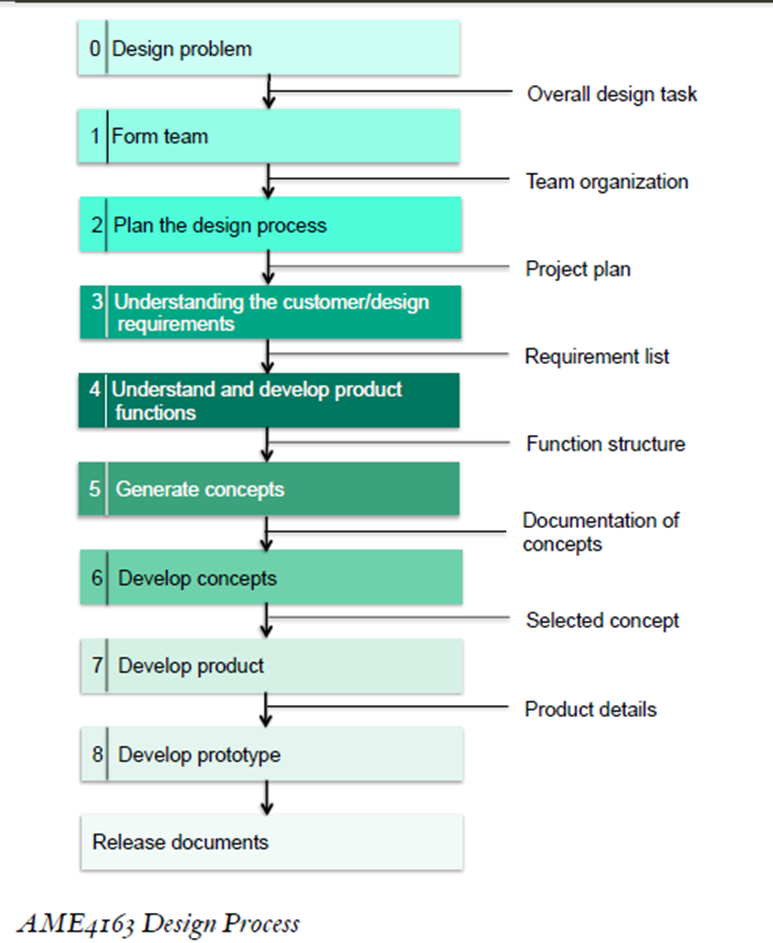 0 Design problem
Overall design task
1 Form team
Team organization
2 Plan the design process
Project plan
3 Understanding the customer/design
requirements
Requirement list
4 Understand and develop product
functions
Function structure
5 Generate concepts
Documentation of
concepts
6 Develop concepts
Selected concept
7 Develop product
Product details
8 Develop prototype
Release documents
AME4163 Design Process